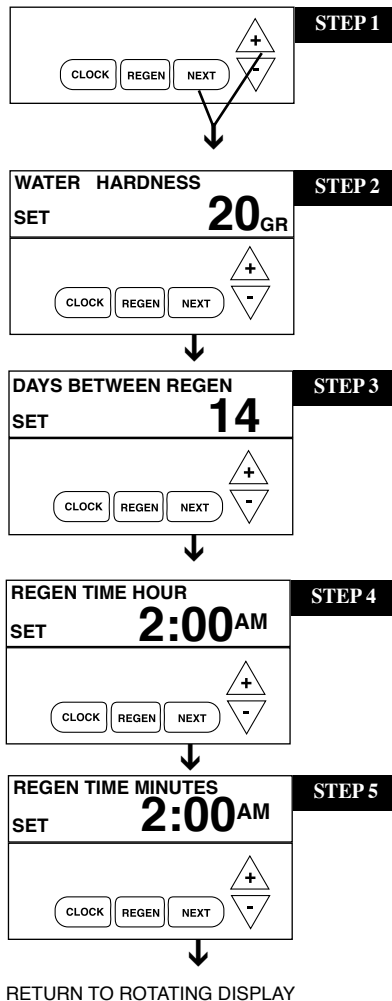 STEP 1
+
CLOCK REGEN NEXT -
WATER HARDNESS STEP 2
SET 20GR
+
CLOCK REGEN NEXT -
DAYS BETWEEN REGEN STEP 3
SET 14
+
CLOCK REGEN NEXT -
REGEN TIME HOUR STEP 4
SET 2:00AM
+
CLOCK REGEN NEXT -
REGEN TIME MINUTES STEP 5
SET 2:00AM
+
CLOCK REGEN NEXT -
RETURN TO ROTATING DISPLAY